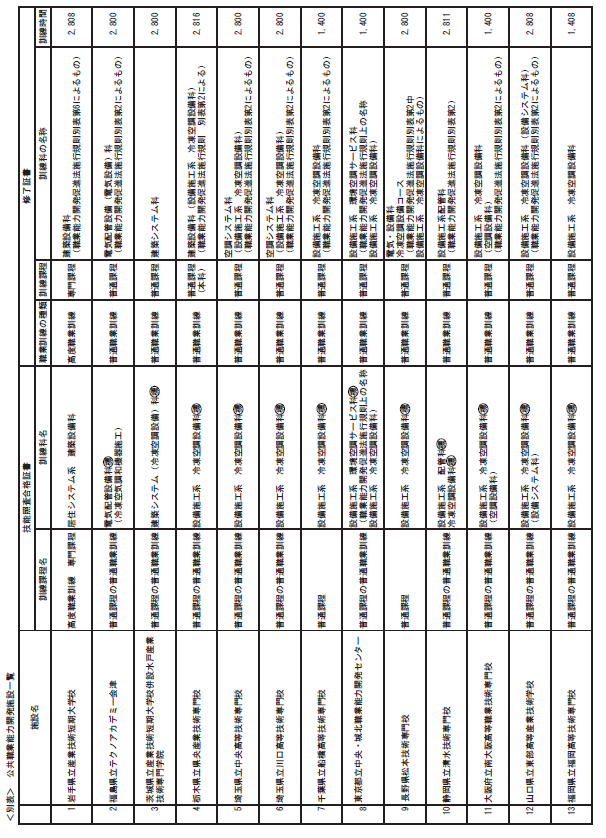 ＜別表＞　公共職業能力開発施設一覧
施設名
技能照査合格証書
修了証書
訓練課程名
訓練科名
職業訓練の種類
訓練課程
訓練科の名称
訓練時間
1
岩手県立産業技術短期大学校
高度職業訓練　専門課程
居住システム系　建築設備科
高度職業訓練
専門課程
建築設備科
（職業能力開発促進法施行規則別表第6によるもの）
2,808
2
福島県立テクノアカデミー会津
普通課程の普通職業訓練
電気配管設備科
（冷凍空気調和機器施工）
普通職業訓練
普通課程
電気配管設備（電気設備）科
（職業能力開発促進法施行規則別表第2によるもの）
2,800
3
茨城県立産業技術短期大学校併設水戸産業
技術専門学院
普通課程の普通職業訓練
建築システム（冷凍空調設備）科
普通職業訓練
普通課程
建築システム科
2,800
4
栃木県立県央産業技術専門校
普通課程の普通職業訓練
設備施工系　冷凍空調設備科
普通職業訓練
普通課程
（本科）
建築設備科（設備施工系　冷凍空調設備科）
（職業能力開発促進法施行規則　別表第2による）
2,816
5
埼玉県立中央高等技術専門校
普通課程の普通職業訓練
設備施工系　冷凍空調設備科
普通職業訓練
普通課程
空調システム科
（設備施工系　冷凍空調設備科）
（職業能力開発促進法施行規則別表第2によるもの）
2,800
6
埼玉県立川口高等技術専門校
普通課程の普通職業訓練
設備施工系　冷凍空調設備科
普通職業訓練
普通課程
空調システム科
（設備施工系　冷凍空調設備科）
（職業能力開発促進法施行規則別表第2によるもの）
2,800
7
千葉県立船橋高等技術専門校
普通課程
設備施工系　冷凍空調設備科
普通職業訓練
普通課程
設備施工系　冷凍空調設備科
（職業能力開発促進法施行規則別表第2によるもの）
1,400
8
東京都立中央・城北職業能力開発センター
普通課程の普通職業訓練
設備施工系　環境空調サービス科
（職業能力開発促進法施行規則上の名称
設備施工系　冷凍空調設備科）
普通職業訓練
普通課程
設備施工系　環境空調サービス科
（職業能力開発促進法施行規則上の名称
設備施工系　冷凍空調設備科）
1,400
9
長野県松本技術専門校
普通課程
設備施工系　冷凍空調設備科
普通職業訓練
普通課程
電気・設備科
冷凍空調設備コース
（職業能力開発促進法施行規則別表第2中
設備施工系　冷凍空調設備科によるもの）
2,800
10
静岡県立清水技術専門校
普通課程の普通職業訓練
設備施工系　配管科
冷凍空調設備科
普通職業訓練
普通課程
設備施工系配管科
（職業能力開発促進法施行規則別表第2）
2,811
11
大阪府立南大阪高等職業技術専門校
普通課程の普通職業訓練
設備施工系　冷凍空調設備科
（空調設備科）
普通職業訓練
普通課程
設備施工系　冷凍空調設備科
（空調設備科）
（職業能力開発促進法施行規則別表第2によるもの）
1,400
12
山口県立東部高等産業技術学校
普通課程の普通職業訓練
設備施工系　冷凍空調設備科
（設備システム科）
普通職業訓練
普通課程
設備施工系　冷凍空調設備科（設備システム科）
（職業能力開発促進法施行規則別表第2によるもの）
2,808
13
福岡県立福岡高等技術専門校
普通課程の普通職業訓練
設備施工系　冷凍空調設備科
普通職業訓練
普通課程
設備施工系　冷凍空調設備科
1,408